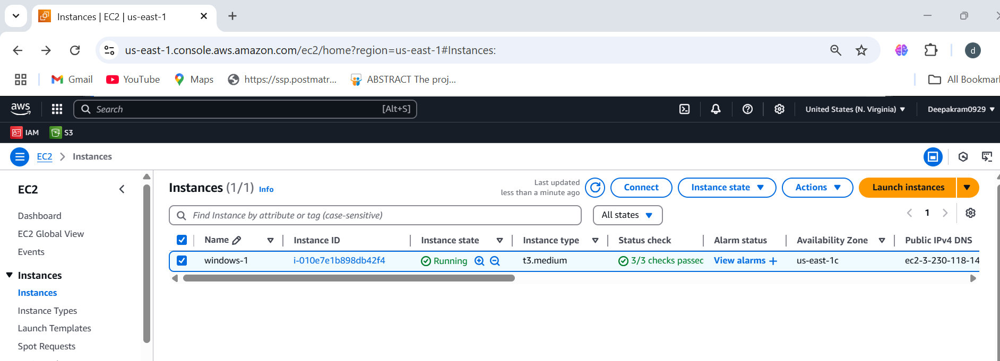 Instances | EC2 | us-east-1
us-east-1.console.aws.amazon.com/ec2/home?region=us-east-1#Instances:
d
Gmail YouTube Maps https://ssp.postmatr... ABSTRACT The proj... All Bookmar
aws Search [Alt+S] United States (N. Virginia) Deepakram0929
IAM S3
EC2 Instances
EC2
Dashboard
EC2 Global View
Events
Instances
Instances
Instance Types
Launch Templates
Spot Requests
Instances (1/1) Info
Last updated
less than a minute ago
Connect Instance state Actions Launch instances
Find Instance by attribute or tag (case-sensitive) All states 1
Name Instance ID Instance state Instance type Status check Alarm status Availability Zone Public IPv4 DNS
windows-1 i-010e7e1b898db42f4 Running t3.medium 3/3 checks passed View alarms + us-east-1c ec2-3-230-118-14